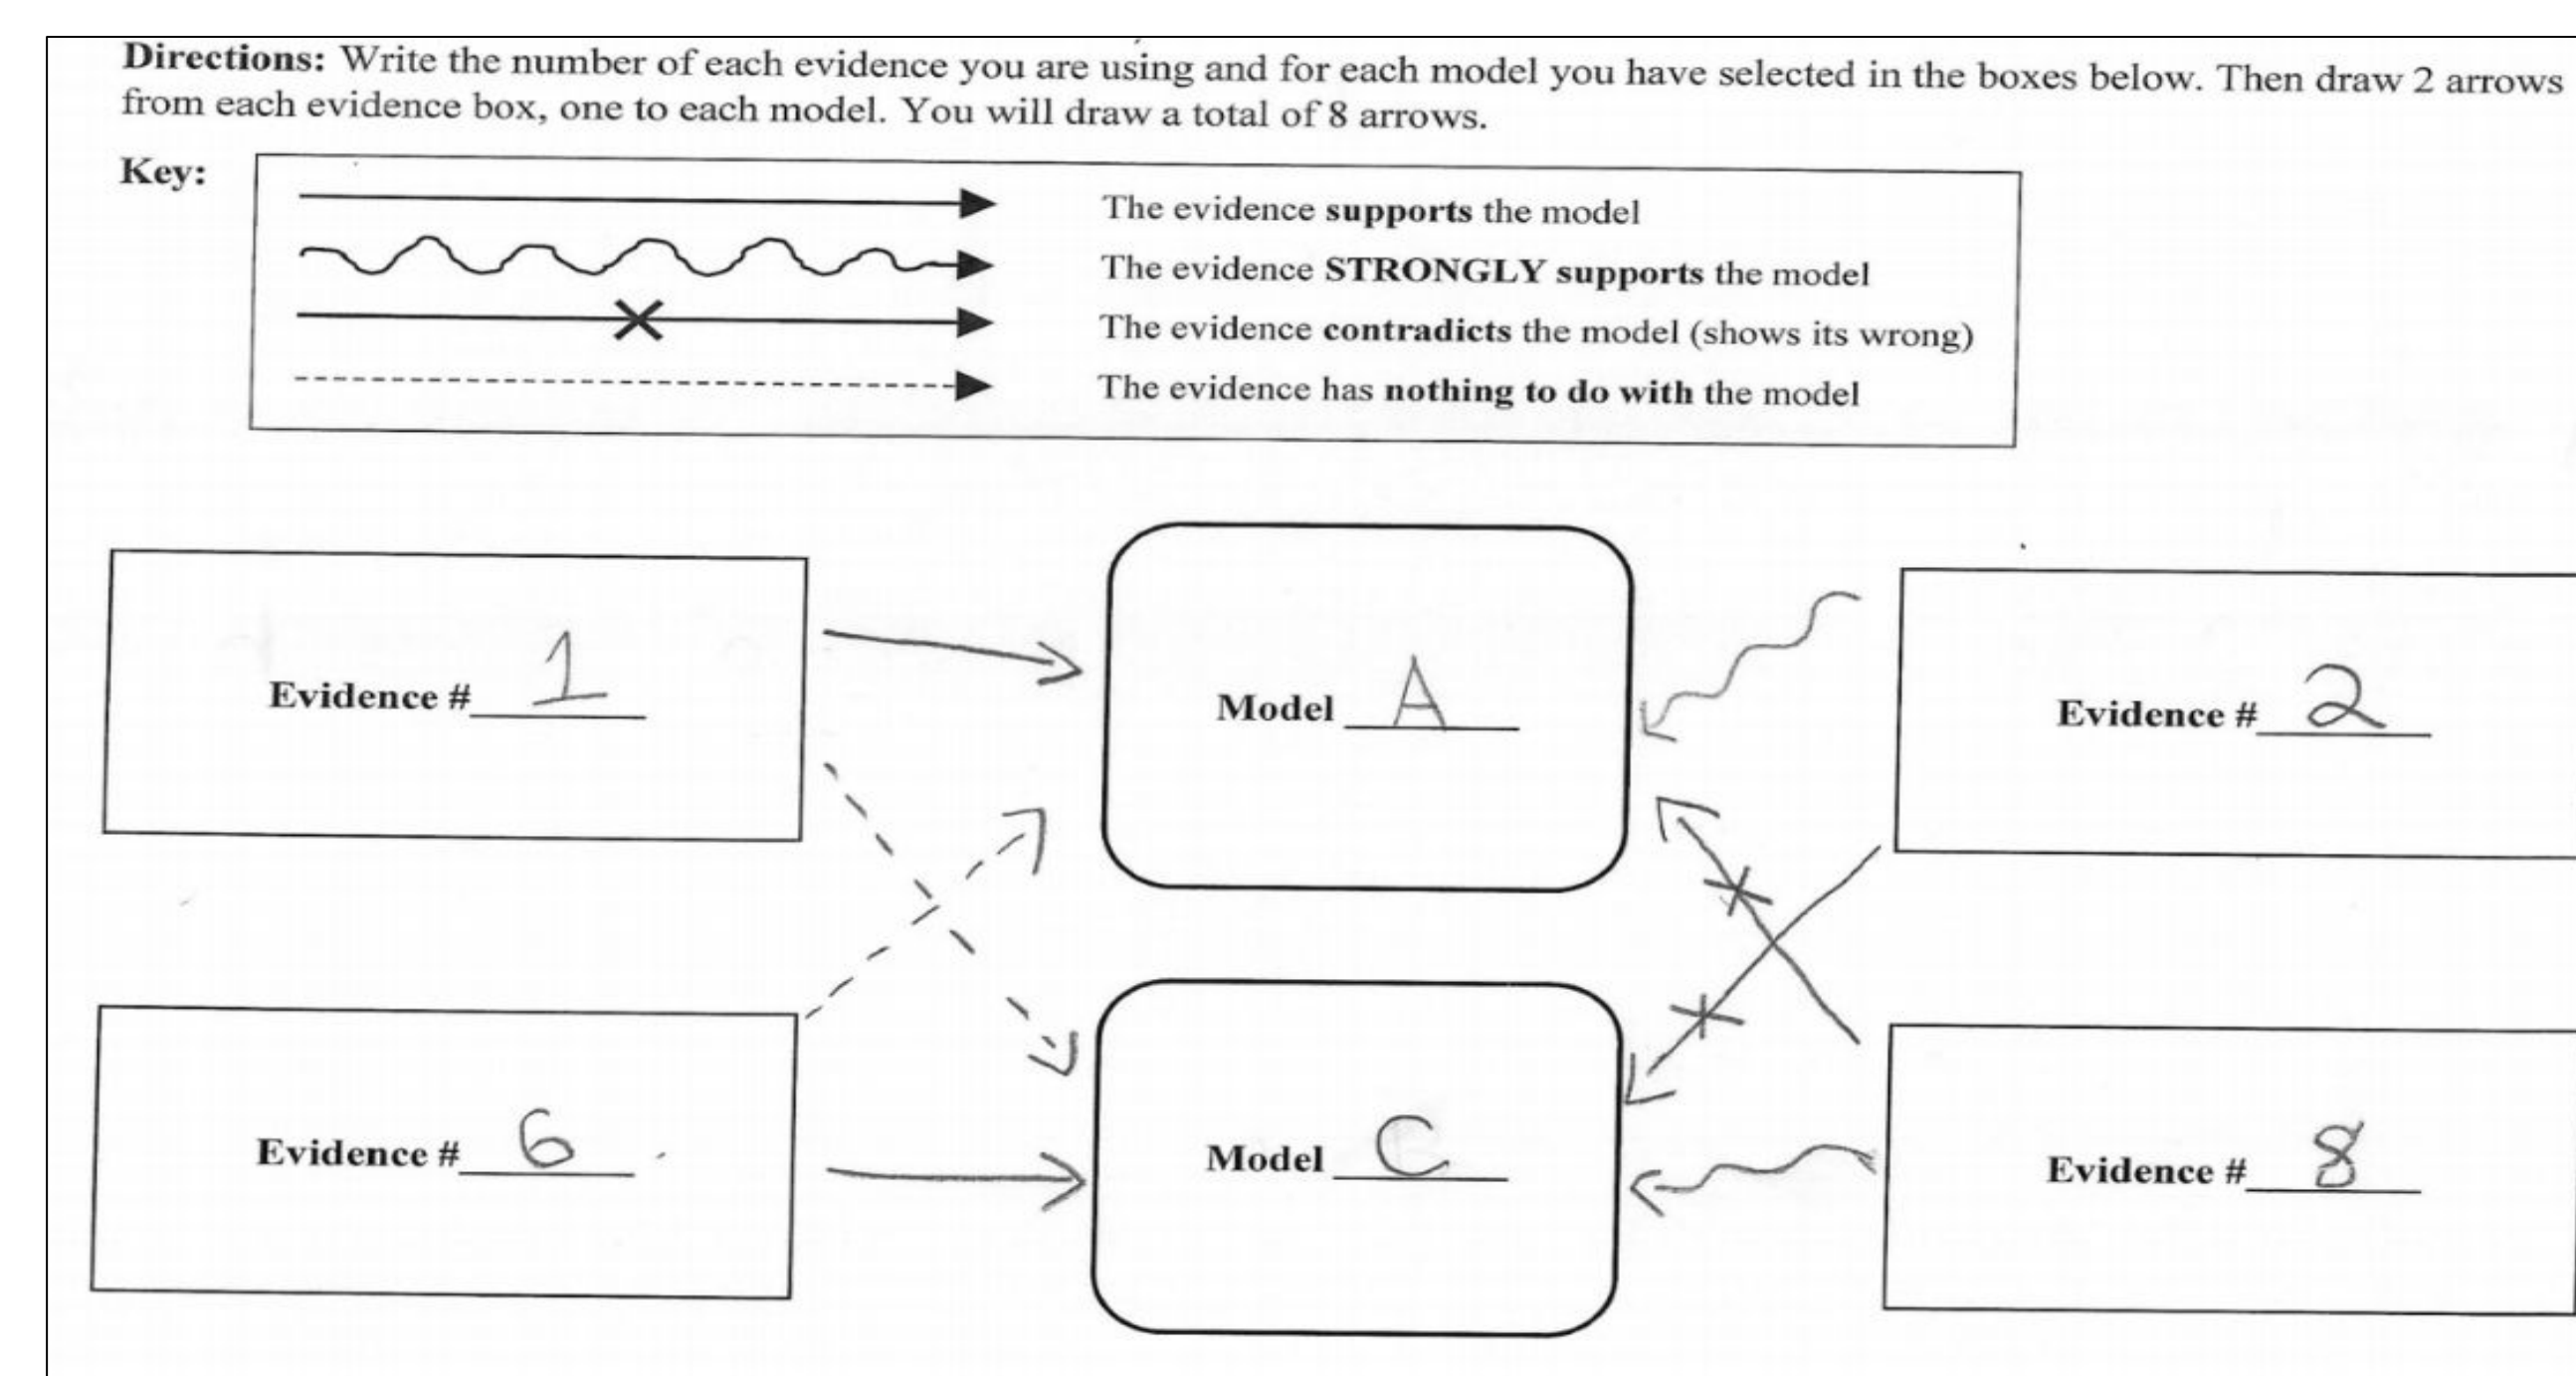 Directions: Write the number of each evidence you are using and for each model you have selected in the boxes below. Then draw 2 arrows
from each evidence box, one to each model. You will draw a total of 8 arrows.
Key:
The evidence supports the model
The evidence STRONGLY supports the model
The evidence contradicts the model (shows its wrong)
The evidence has nothing to do with the model
Evidence # 1
Model A
Evidence # 2
Evidence # 6
Model C
Evidence # 8